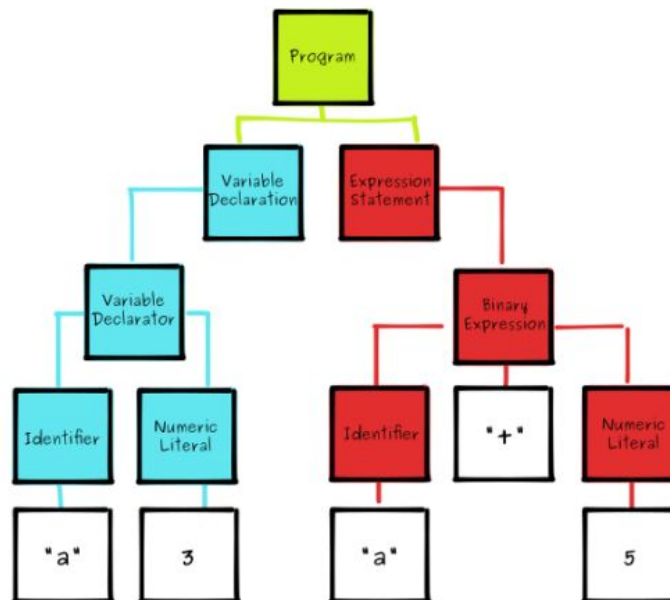 Program
Variable
Declaration
Expression
Statement
Variable
Declarator
Binary
Expression
Identifier
Numeric
Literal
Identifier
"+"
Numeric
Literal
"a"
3
"a"
5